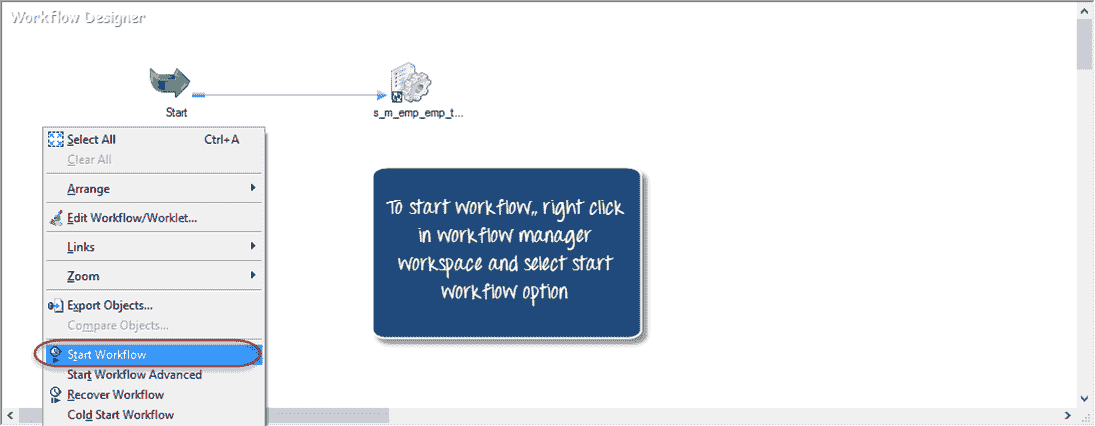 Workflow Designer
Start
s_m_emp_emp_t...
Select All Ctrl+A
Clear All
Arrange
Edit Workflow/Worklet...
Links
Zoom
Export Objects...
Compare Objects...
Start Workflow
Start Workflow Advanced
Recover Workflow
Cold Start Workflow
To start workflow,, right click
in workflow manager
workspace and select start
workflow option